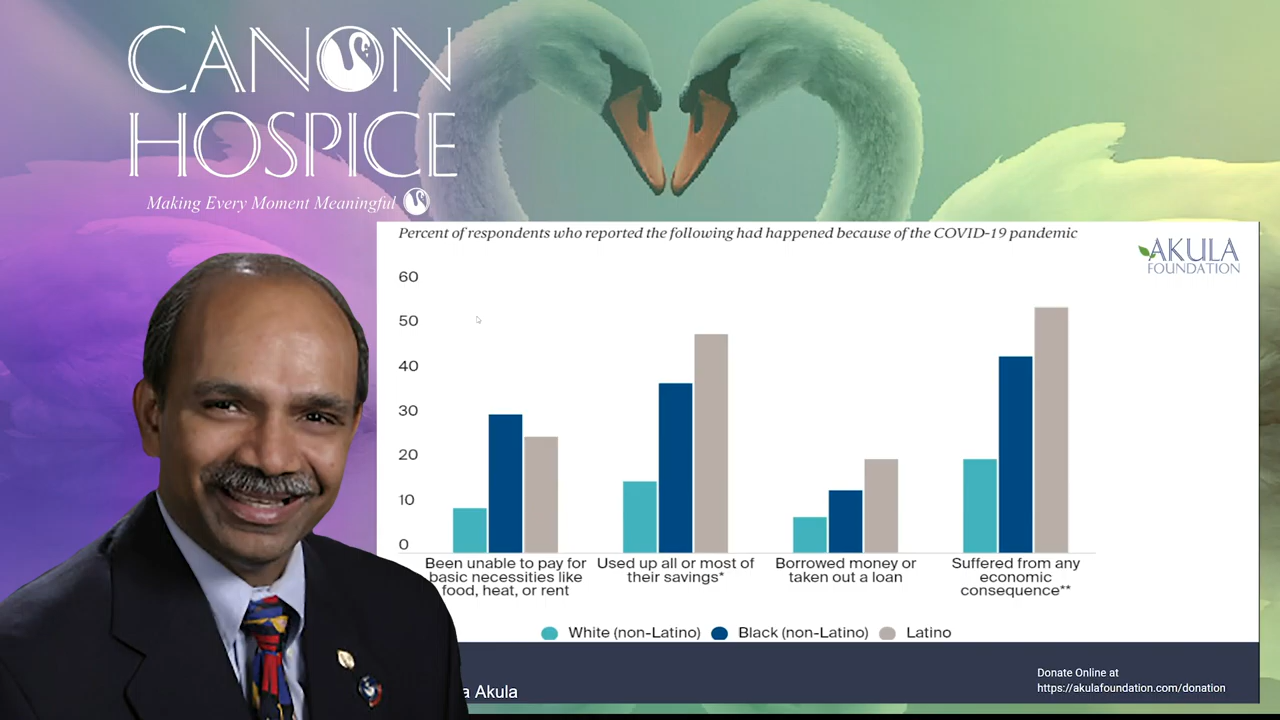 CANON
HOSPICE
Making Every Moment Meaningful
Percent of respondents who reported the following had happened because of the COVID-19 pandemic
AKULA
FOUNDATION
60
50
40
30
20
10
0
Been unable to pay for
basic necessities like
food, heat, or rent
Used up all or most of
their savings*
Borrowed money or
taken out a loan
Suffered from any
economic
consequence**
White (non-Latino)
Black (non-Latino)
Latino
a Akula
Donate Online at
https://akulafoundation.com/donation